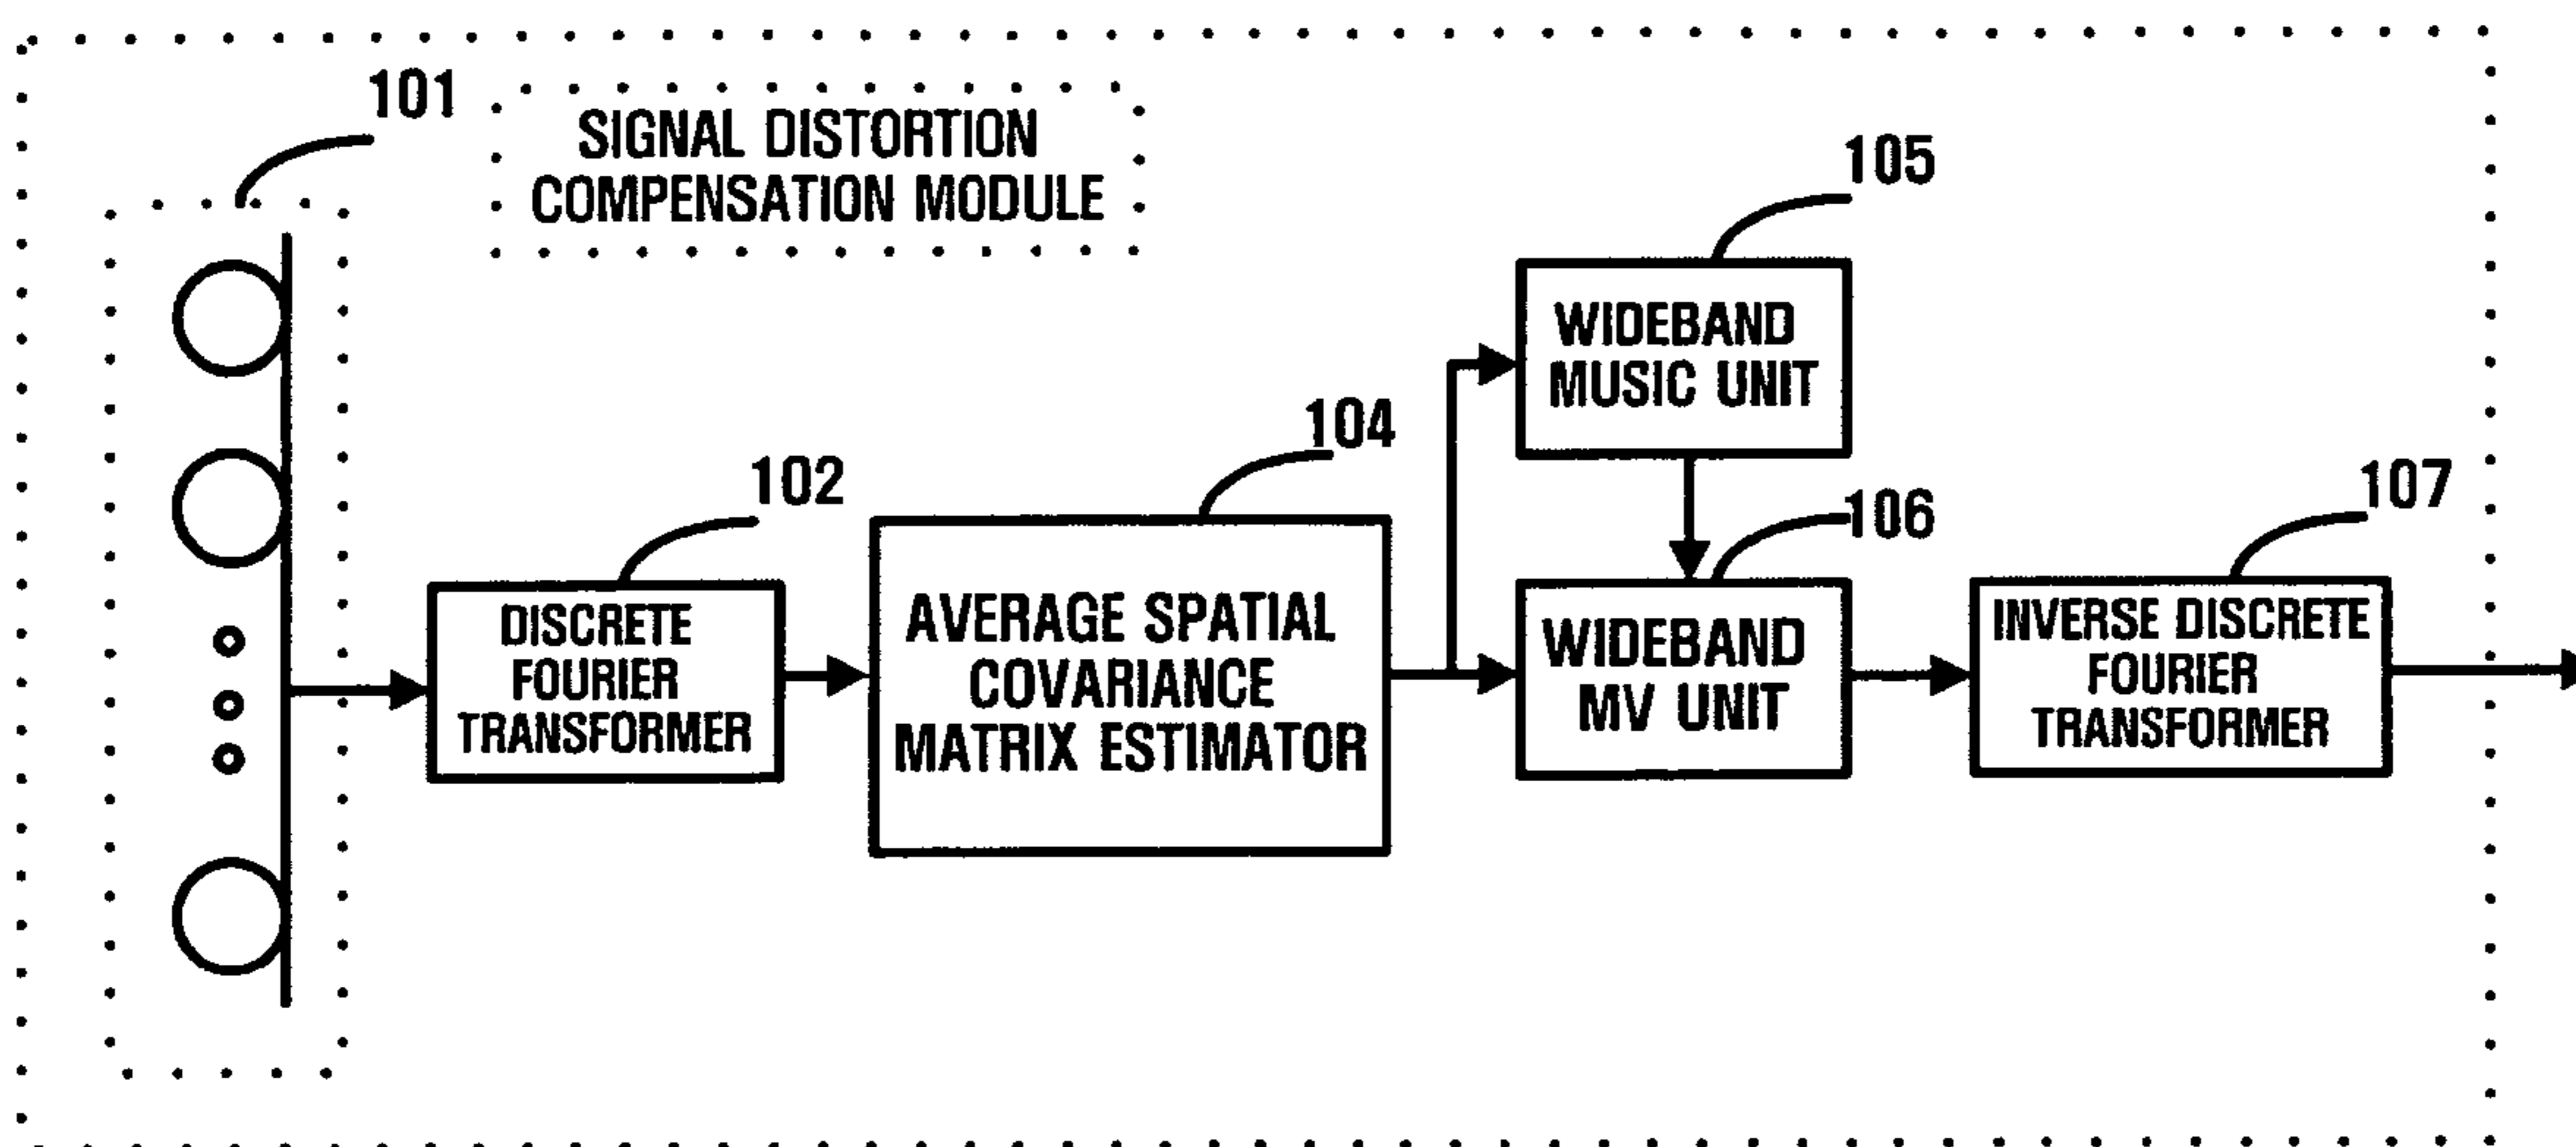 101
SIGNAL DISTORTION
COMPENSATION MODULE
105
WIDEBAND
MUSIC UNIT
104
102
106
107
DISCRETE
FOURIER
TRANSFORMER
AVERAGE SPATIAL
COVARIANCE
MATRIX ESTIMATOR
WIDEBAND
MV UNIT
INVERSE DISCRETE
FOURIER
TRANSFORMER